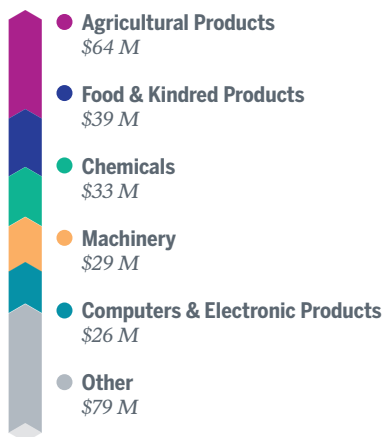 Agricultural Products
$64 M
Food & Kindred Products
$39 M
Chemicals
$33 M
Machinery
$29 M
Computers & Electronic Products
$26 M
Other
$79 M